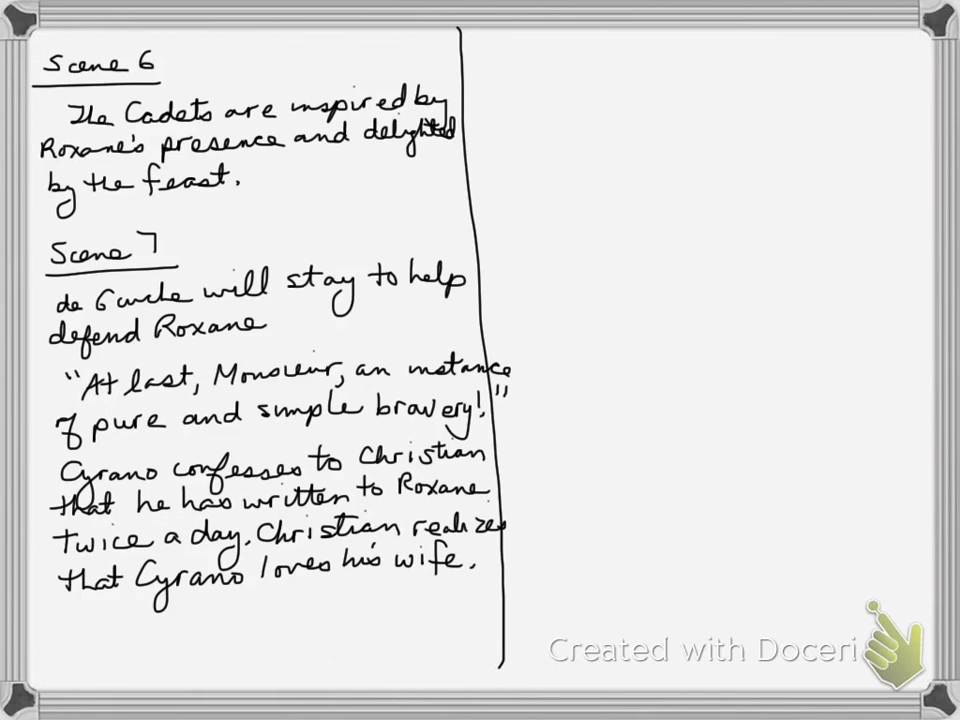 Scene 6
The Cadets are inspired by
Roxane's presence and delighted
by the feast.
Scene 7
de Guiche will stay to help
defend Roxane
"At last, Monsieur, an instance
of pure and simple bravery!"
Cyrano confesses to Christian
that he has written to Roxane
twice a day. Christian realizes
that Cyrano loves his wife.
Created with Doceri